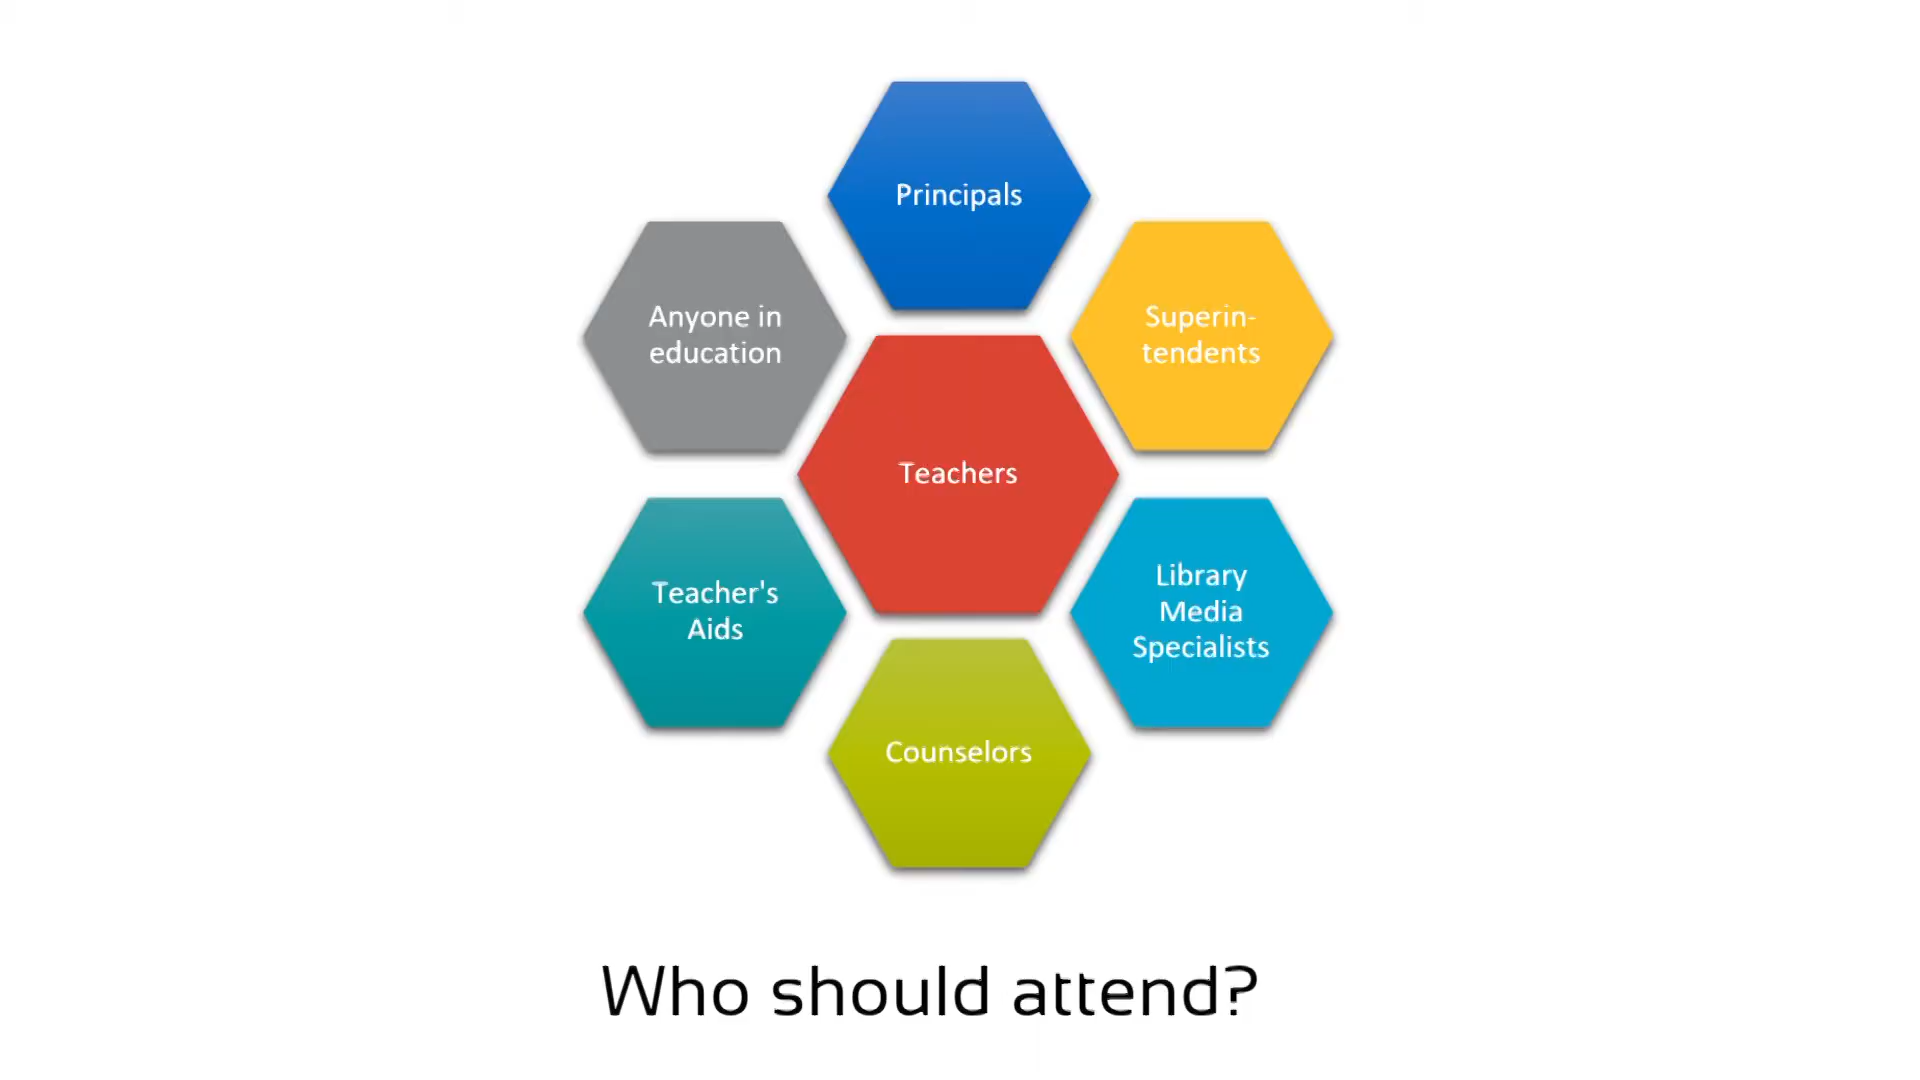 Principals
Anyone in
education
Superin-
tendents
Teachers
Teacher's
Aids
Library
Media
Specialists
Counselors
Who should attend?